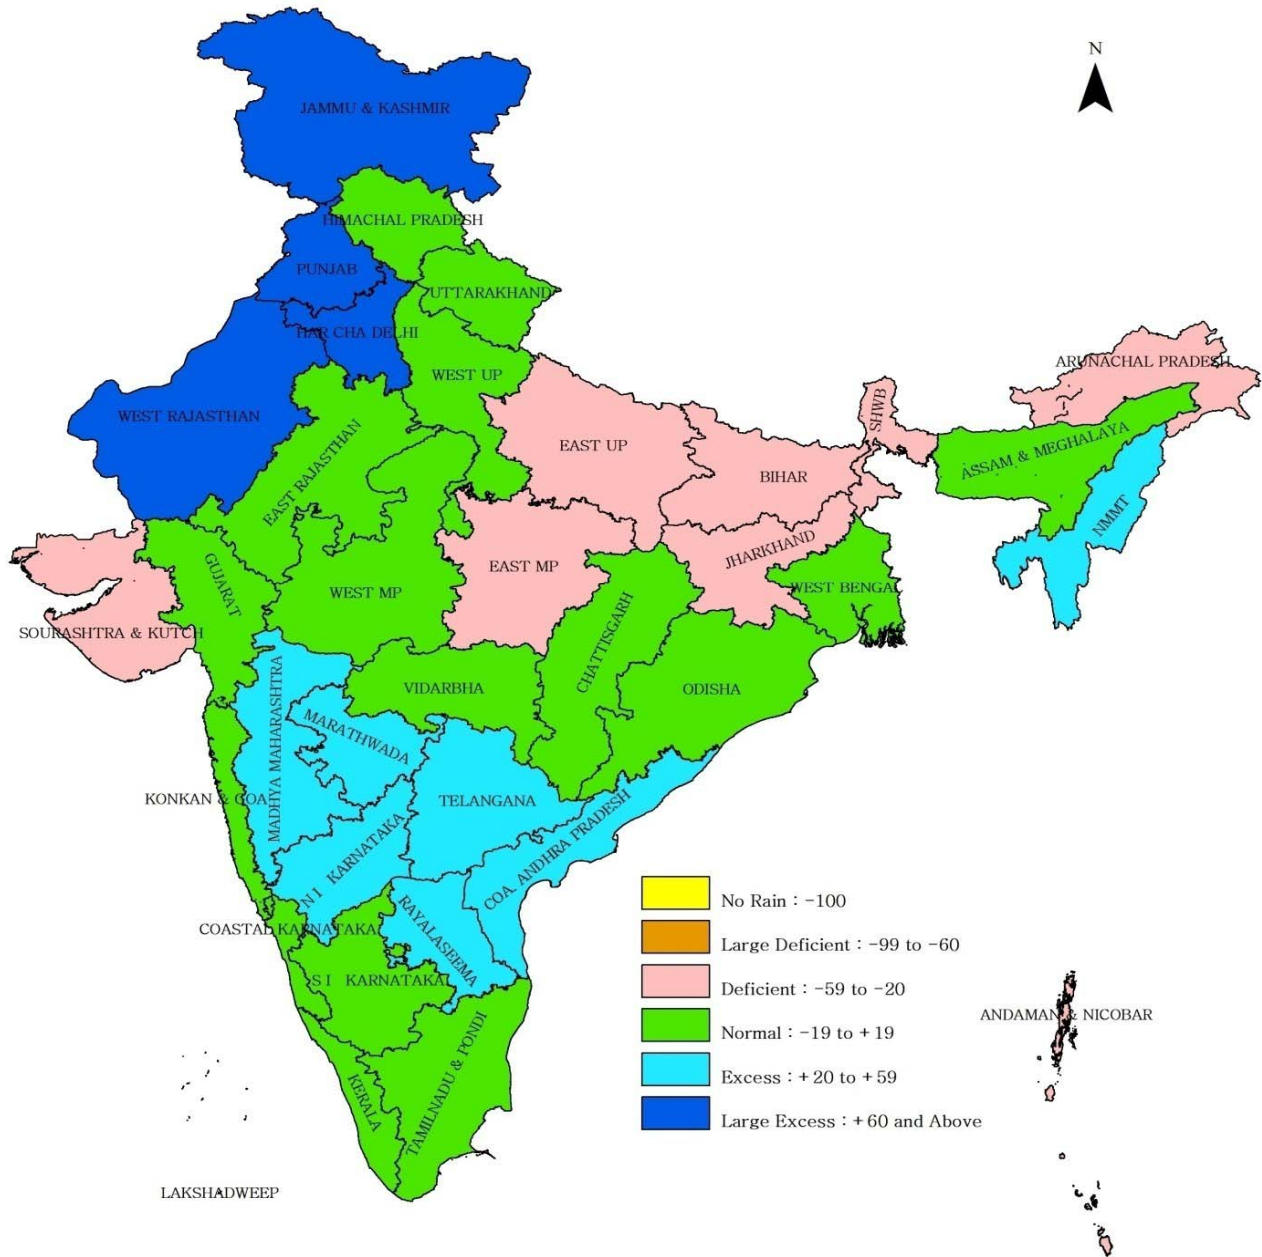 N
JAMMU & KASHMIR
HIMACHAL PRADESH
PUNJAB
UTTARAKHAND
HAR CHA DELHI
WEST UP
ARUNACHAL PRADESH
WEST RAJASTHAN
SHWB
EAST RAJASTHAN
EAST UP
ASSAM & MEGHALAYA
BIHAR
NMMT
JHARKHAND
GUJARAT
WEST MP
EAST MP
WEST BENGAL
SOURASHTRA & KUTCH
CHATTISGARH
VIDARBHA
ODISHA
MADHYA MAHARASHTRA
MARATHWADA
KONKAN & GOA
TELANGANA
N I KARNATAKA
COA. ANDHRA PRADESH
RAYALASEEMA
COASTAL KARNATAKA
S I KARNATAKA
TAMILNADU & PONDI
KERALA
LAKSHADWEEP
ANDAMAN & NICOBAR
No Rain : -100
Large Deficient : -99 to -60
Deficient : -59 to -20
Normal : -19 to +19
Excess : +20 to +59
Large Excess : +60 and Above